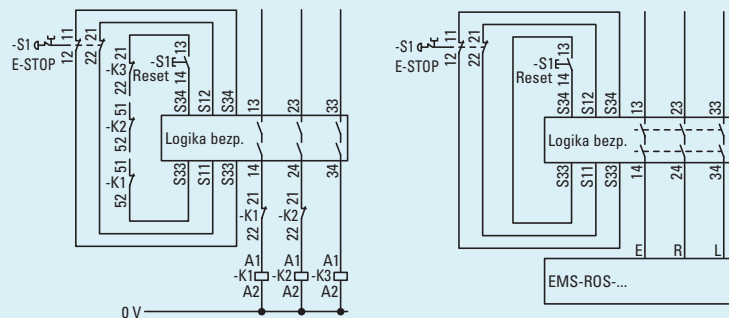 -S1
E-STOP
11
12
21
22
21
-K3
22
51
-K2
52
51
-K1
52
13
-S1
Reset
14
S34
S12
S34
13
23
33
Logika bezp.
S33
S11
S33
14
24
34
21
-K1
22
21
-K2
22
A1
-K1
A2
A1
-K2
A2
A1
-K3
A2
0 V
-S1
E-STOP
11
12
21
22
13
-S1
Reset
14
S34
S12
S34
13
23
33
Logika bezp.
S33
S11
S33
14
24
34
E
R
L
EMS-ROS-...